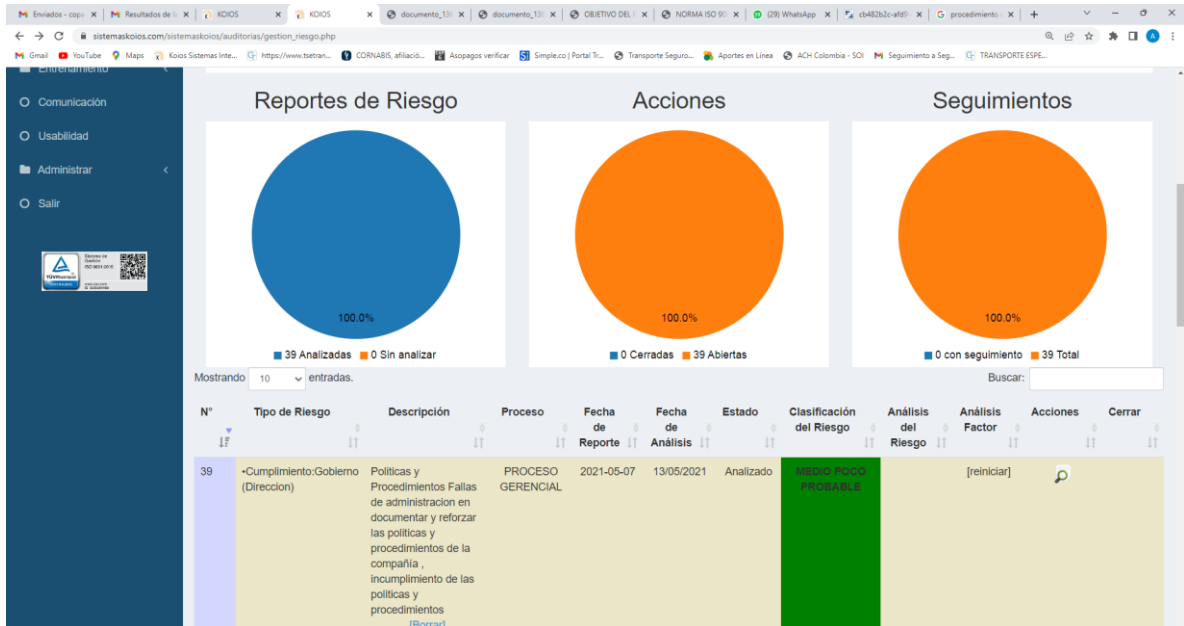 Enviados - copia
Resultados de la
KOIOS
KOIOS
documento_13
documento_13
OBJETIVO DEL
NORMA ISO 90
(29) WhatsApp
cb482b2c-afd9
procedimiento
sistemaskoios.com/sistemaskoios/auditorias/gestion_riesgo.php
Gmail
YouTube
Maps
Koios Sistemas Inte...
https://www.tsetran...
CORNABIS, afiliació...
Asopagos verificar
Simple.co | Portal Tr...
Transporte Seguro...
Aportes en Línea
ACH Colombia - SOI
Seguimiento a Seg...
TRANSPORTE ESPE...
Entrenamiento
Comunicación
Usabilidad
Administrar
Salir
Reportes de Riesgo
100.0%
39 Analizadas 0 Sin analizar
Acciones
100.0%
0 Cerradas 39 Abiertas
Seguimientos
100.0%
0 con seguimiento 39 Total
Mostrando 10 entradas.
Buscar:
N°
Tipo de Riesgo
Descripción
Proceso
Fecha
de
Reporte
Fecha
de
Análisis
Estado
Clasificación
del Riesgo
Análisis
del
Riesgo
Análisis
Factor
Acciones
Cerrar
39
•Cumplimiento:Gobierno
(Direccion)
Politicas y
Procedimientos Fallas
de administracion en
documentar y reforzar
las politicas y
procedimientos de la
compañia ,
incumplimiento de las
politicas y
procedimientos
[Borrar]
PROCESO
GERENCIAL
2021-05-07
13/05/2021
Analizado
MEDIO POCO
PROBABLE
[reiniciar]